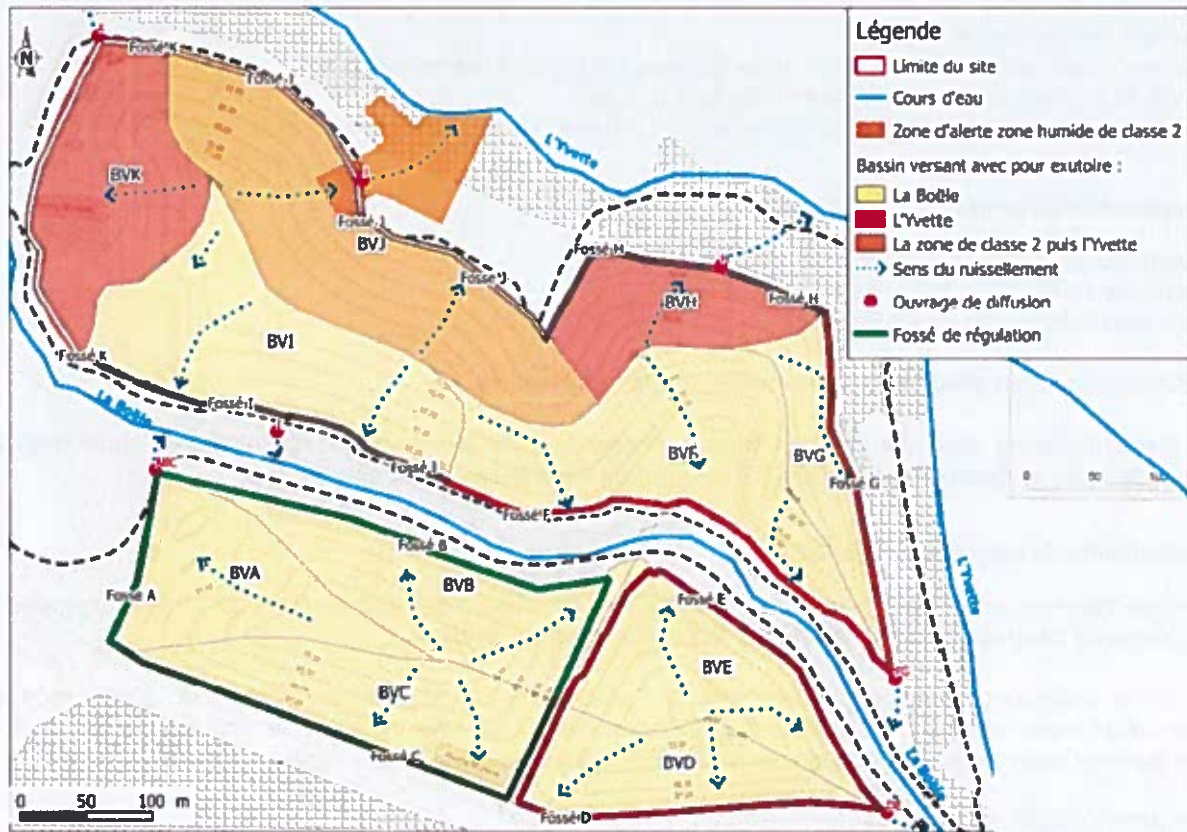 Légende
Limite du site
Cours d'eau
Zone d'alerte zone humide de classe 2
Bassin versant avec pour exutoire :
La Boêle
L'Yvette
La zone de classe 2 puis l'Yvette
Sens du ruissellement
Ouvrage de diffusion
Fossé de régulation
N
Fossé K
Fossé J
L'Yvette
BVK
Fossé J
BVJ
Fossé H
Fossé J
BVH
Fossé H
BVI
Fossé K
Fossé I
La Boêle
BVF
BVG
Fossé I
Fossé G
Fossé F
Fossé B
L'Yvette
BVA
BVB
Fossé A
Fossé E
BVE
BVC
Fossé C
BVD
La Boêle
Fossé D
0 50 100 m